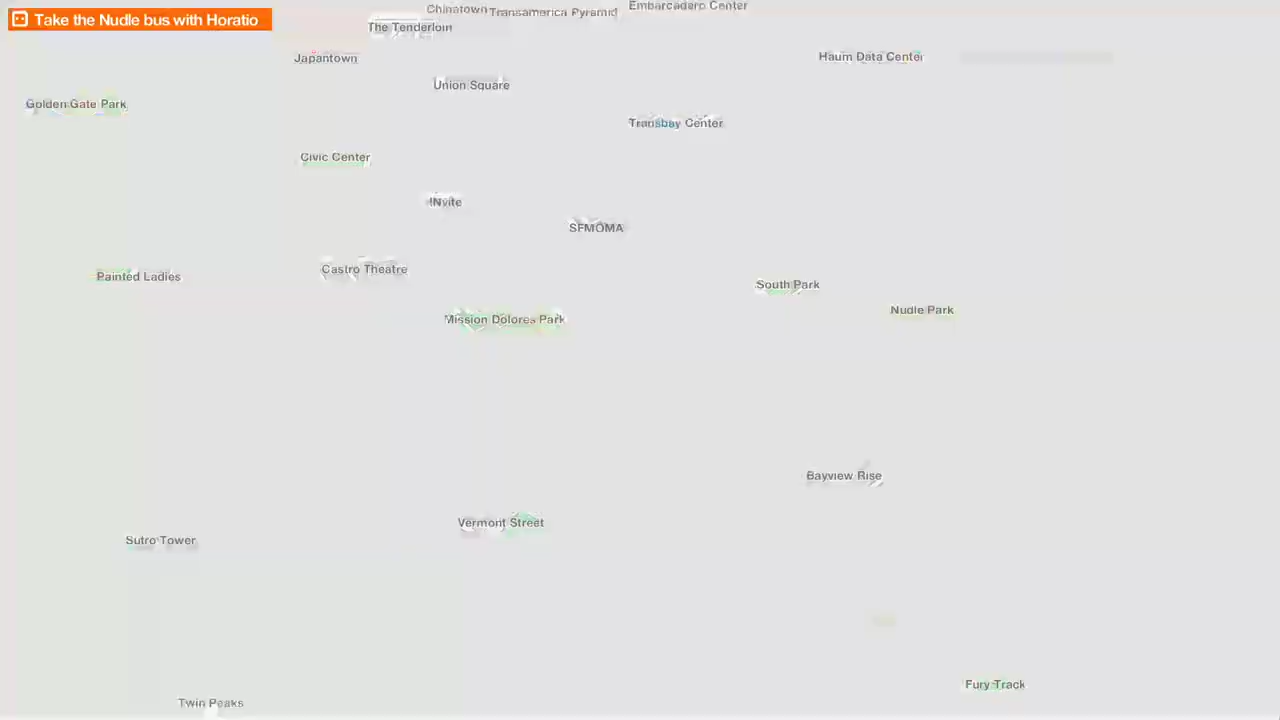 Take the Nudle bus with Horatio
Chinatown
Transamerica Pyramid
Embarcadero Center
The Tenderloin
Japantown
Haum Data Center
Union Square
Golden Gate Park
Transbay Center
Civic Center
!NVite
SFMOMA
Castro Theatre
Painted Ladies
South Park
Nudle Park
Mission Dolores Park
Bayview Rise
Vermont Street
Sutro Tower
Fury Track
Twin Peaks